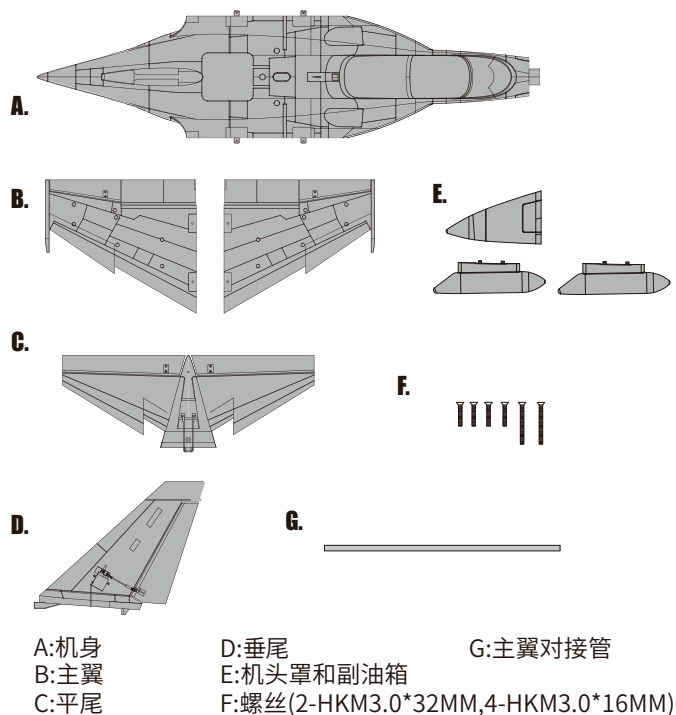 A.
B.
E.
C.
F.
D.
G.
A:机身 D:垂尾 G:主翼对接管
B:主翼 E:机头罩和副油箱
C:平尾 F:螺丝(2-HKM3.0*32MM,4-HKM3.0*16MM)